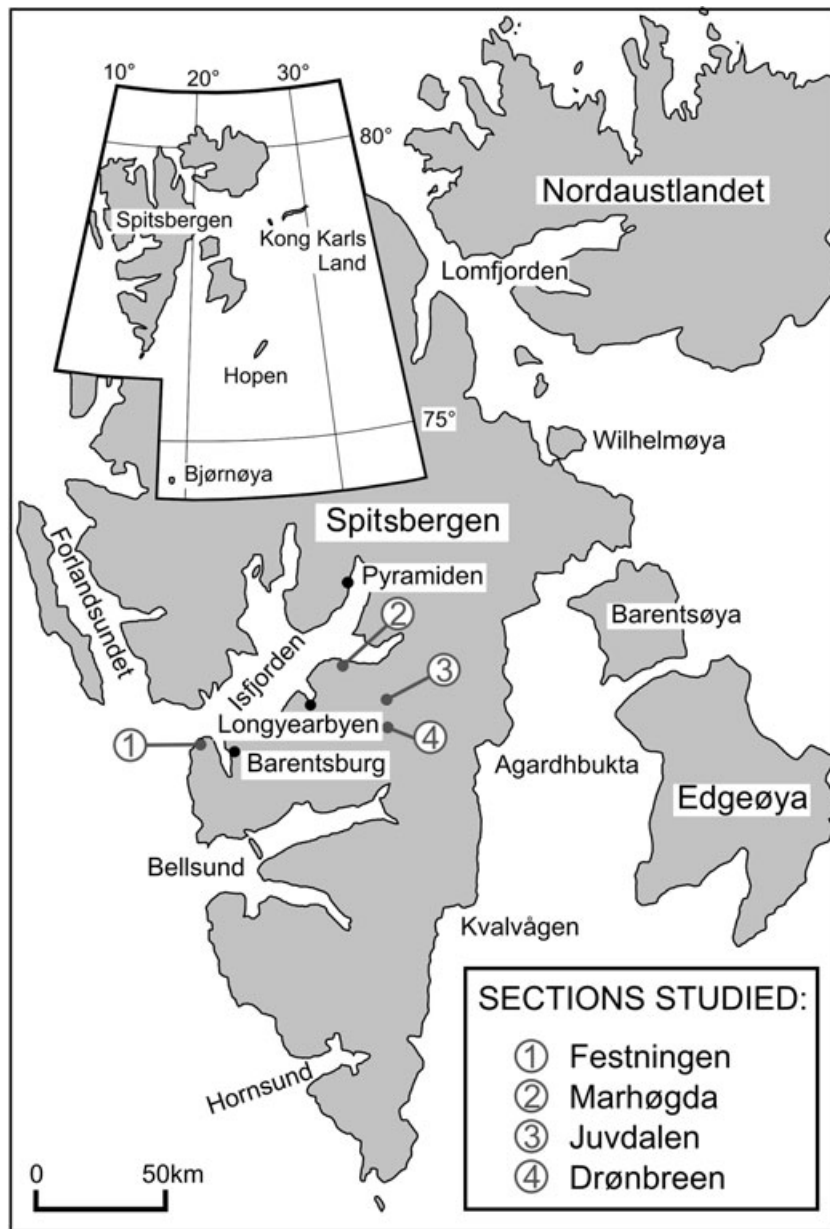 10°
20°
30°
80°
Spitsbergen
Kong Karls
Land
Hopen
75°
Bjørnøya
Nordaustlandet
Lomfjorden
Wilhelmøya
Spitsbergen
Forlandsundet
Pyramiden
Barentsøya
2
Isfjorden
3
Longyearbyen
4
1
Barentsburg
Agardhbukta
Edgeøya
Bellsund
Kvalvågen
Hornsund
SECTIONS STUDIED:
1 Festningen
2 Marhøgda
3 Juvdalen
4 Drønbreen
0 50km